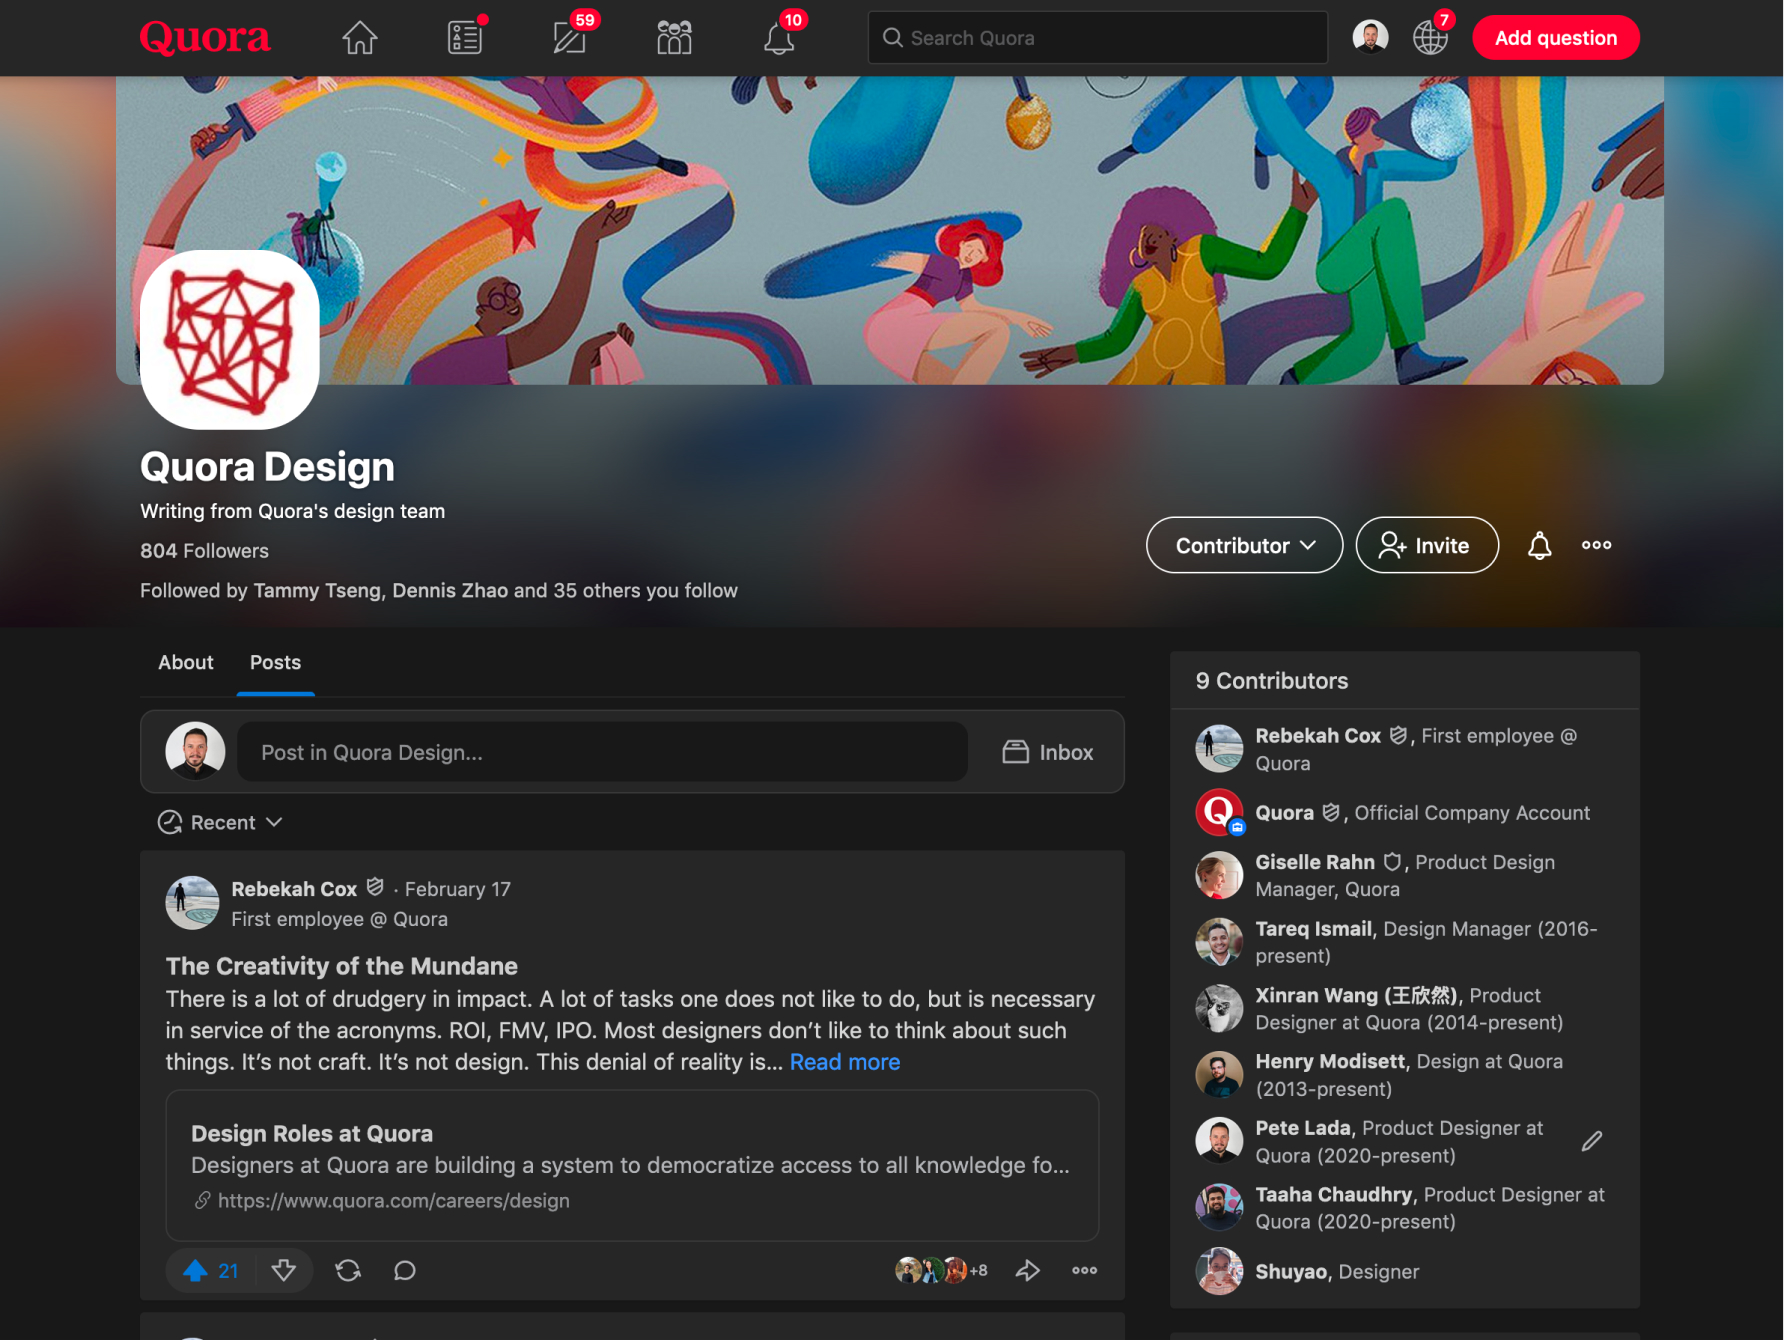 Quora
59
10
Search Quora
7
Add question
Quora Design
Writing from Quora's design team
804 Followers
Followed by Tammy Tseng, Dennis Zhao and 35 others you follow
Contributor
Invite
About
Posts
Post in Quora Design...
Inbox
Recent
Rebekah Cox · February 17
First employee @ Quora
The Creativity of the Mundane
There is a lot of drudgery in impact. A lot of tasks one does not like to do, but is necessary
in service of the acronyms. ROI, FMV, IPO. Most designers don’t like to think about such
things. It’s not craft. It’s not design. This denial of reality is... Read more
Design Roles at Quora
Designers at Quora are building a system to democratize access to all knowledge fo...
https://www.quora.com/careers/design
21
+8
9 Contributors
Rebekah Cox , First employee @
Quora
Q
Quora , Official Company Account
Giselle Rahn , Product Design
Manager, Quora
Tareq Ismail, Design Manager (2016-
present)
Xinran Wang (王欣然), Product
Designer at Quora (2014-present)
Henry Modisett, Design at Quora
(2013-present)
Pete Lada, Product Designer at
Quora (2020-present)
Taaha Chaudhry, Product Designer at
Quora (2020-present)
Shuyao, Designer